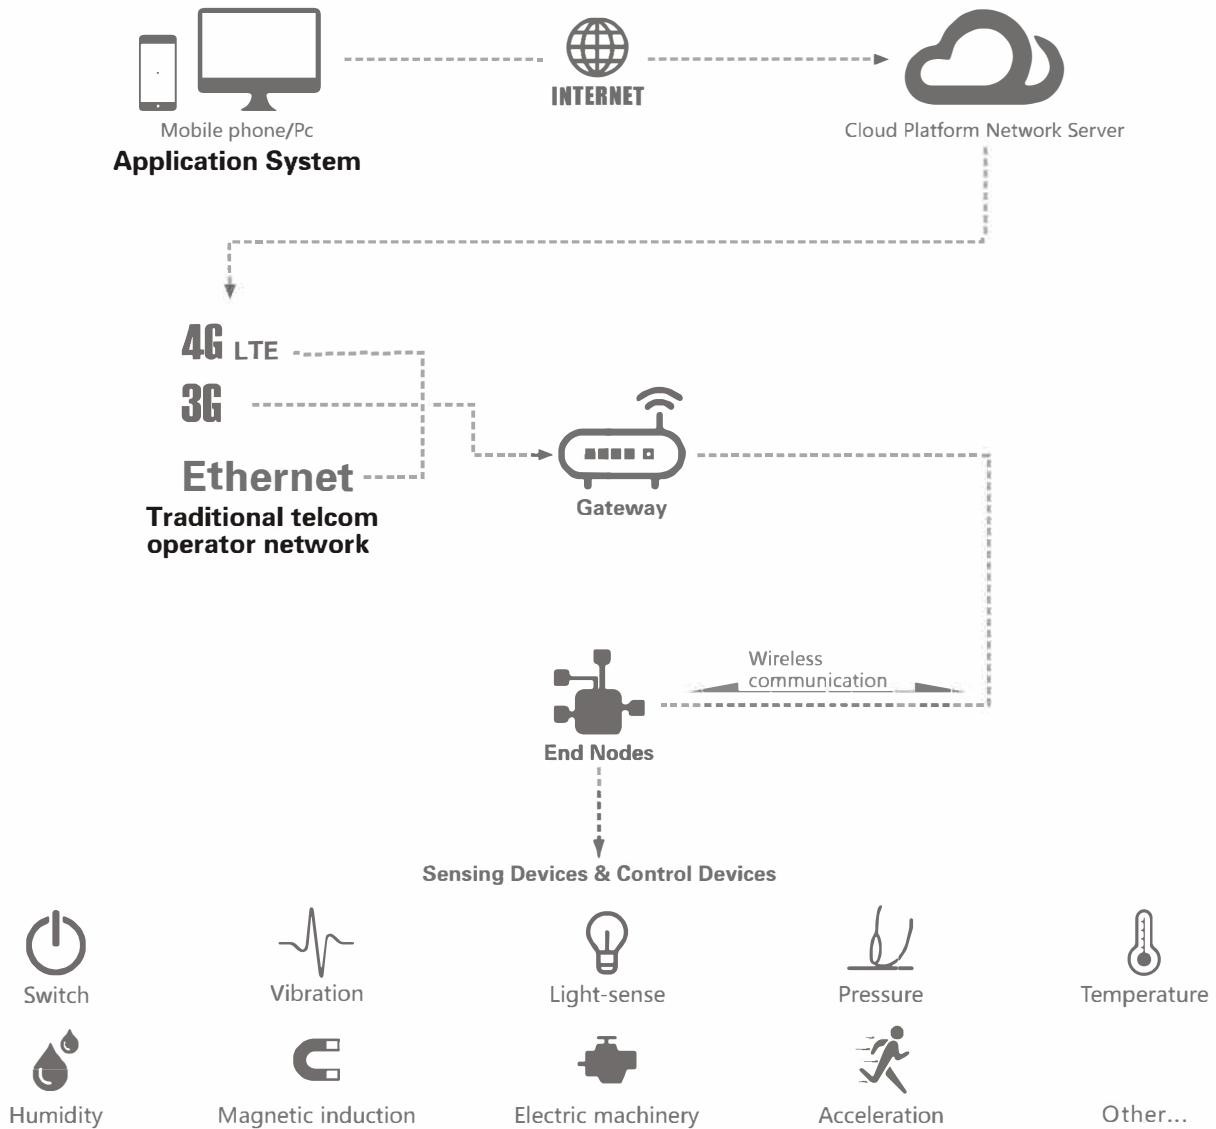 INTERNET
Mobile phone/Pc
Cloud Platform Network Server
Application System
4G LTE
3G
Ethernet
Traditional telcom
operator network
Gateway
Wireless
communication
End Nodes
Sensing Devices & Control Devices
Switch
Vibration
Light-sense
Pressure
Temperature
Humidity
Magnetic induction
Electric machinery
Acceleration
Other...